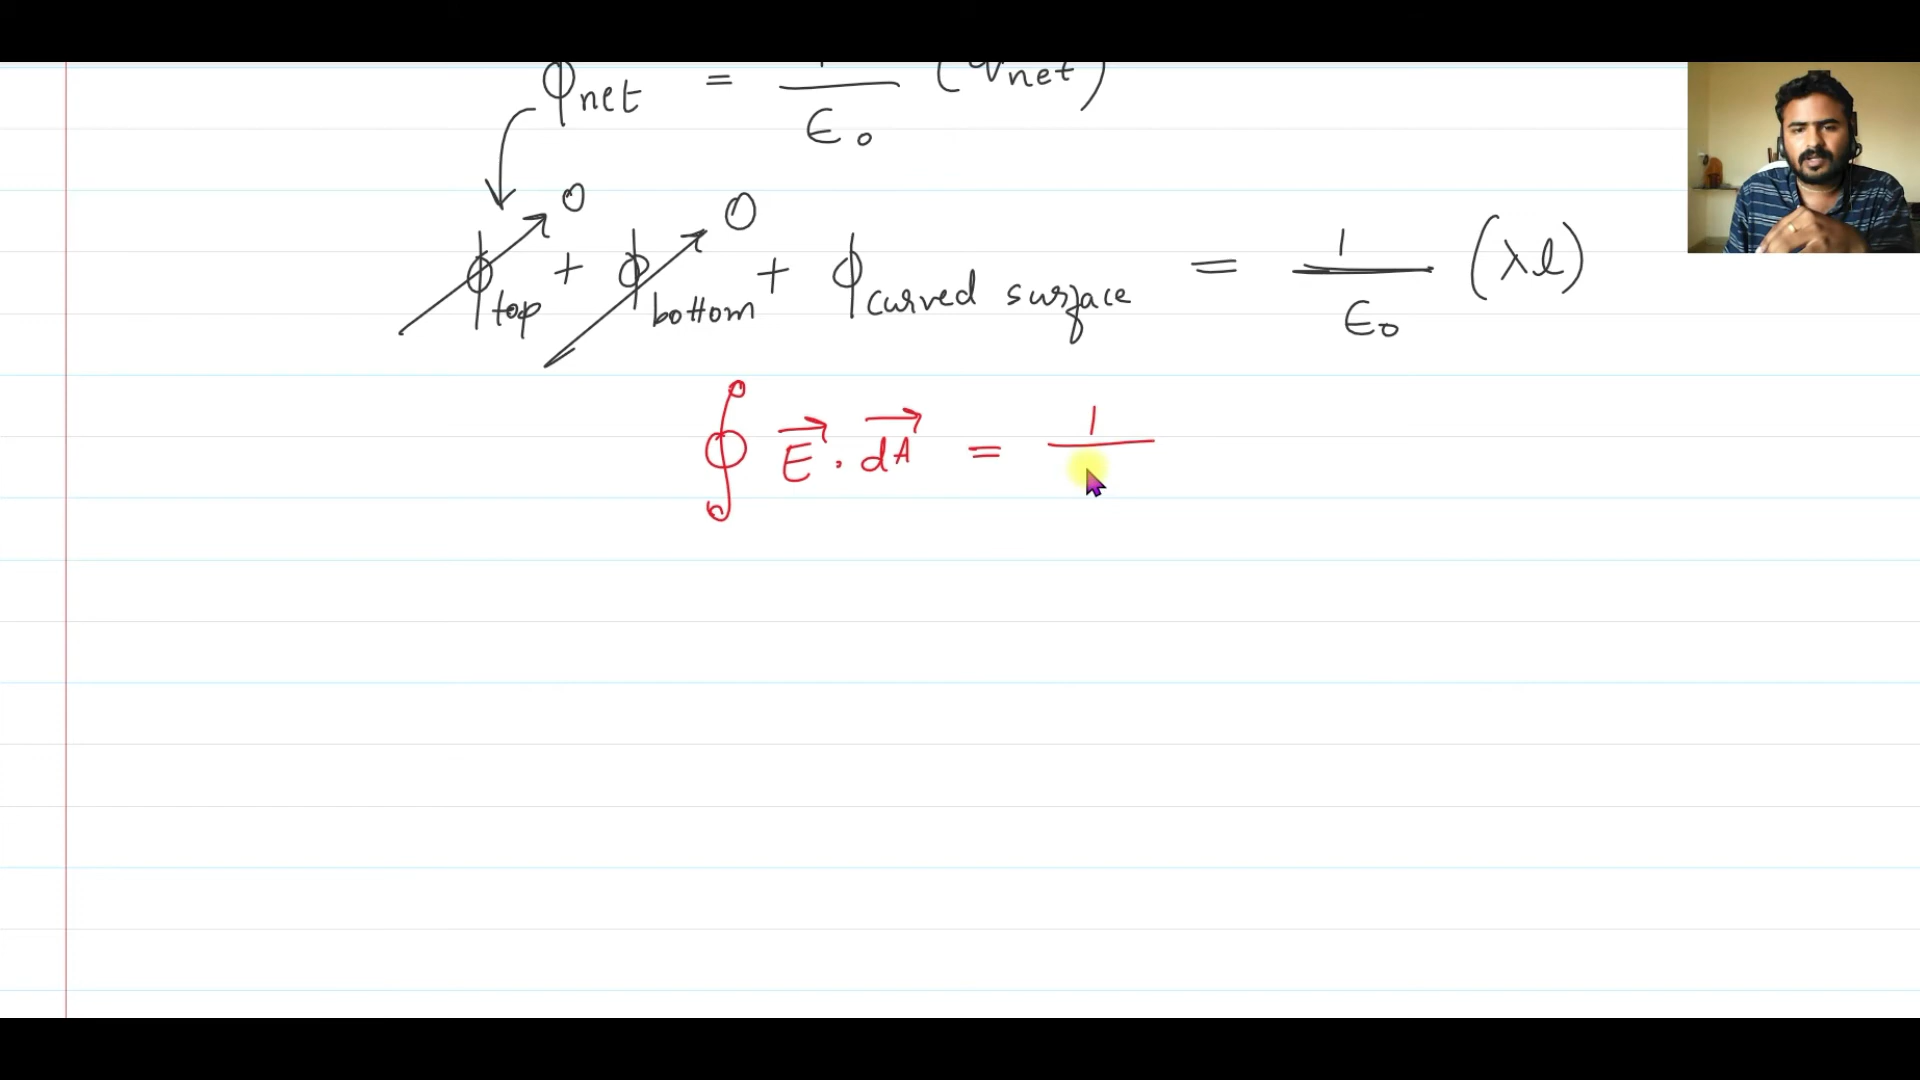 ϕnet = 1/ϵ₀ (qnet)
ϕtop → 0 + ϕbottom → 0 + ϕcurved surface = 1/ϵ₀ (λl)
∮ E⃗ . dA⃗ = 1/